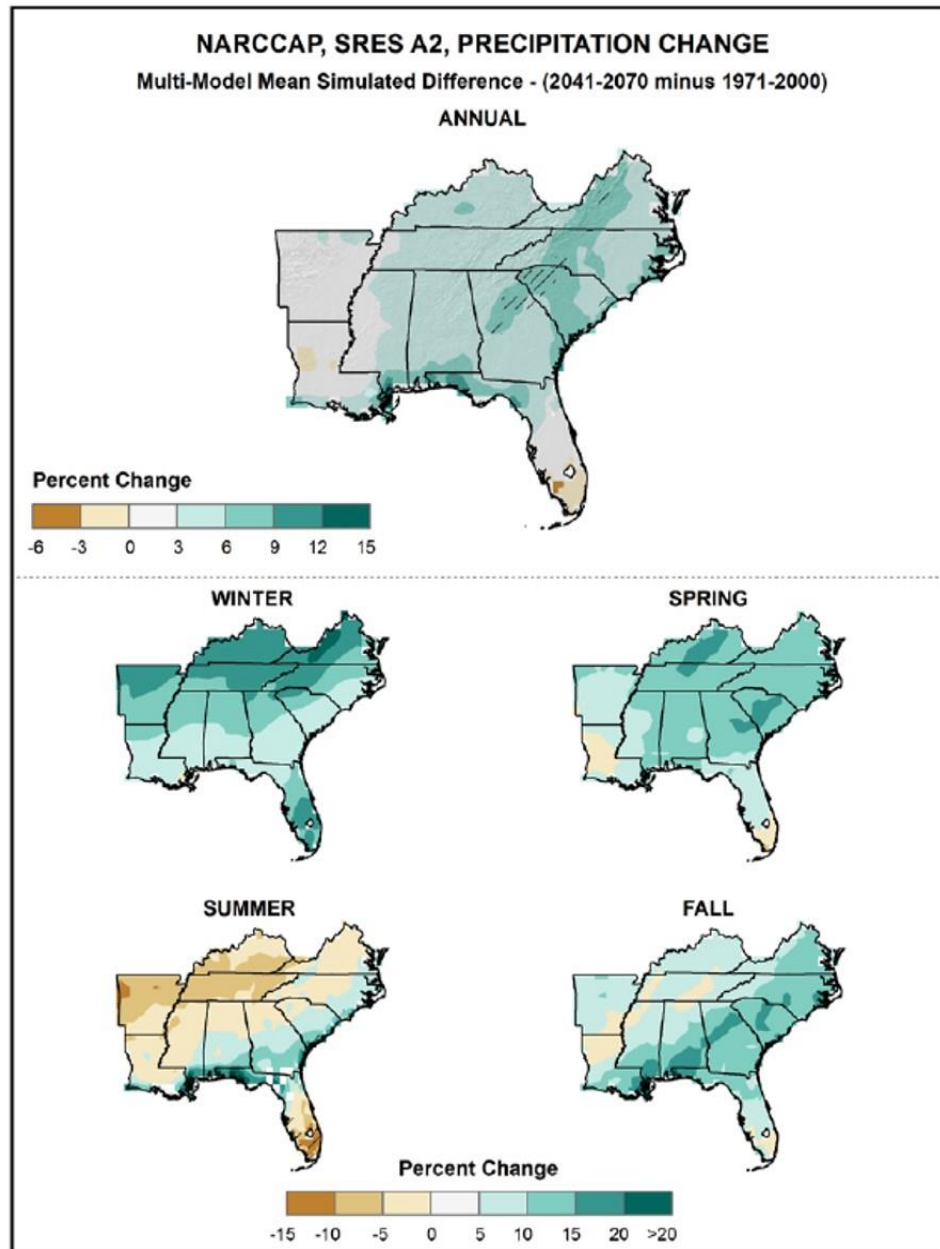 NARCCAP, SRES A2, PRECIPITATION CHANGE
Multi-Model Mean Simulated Difference - (2041-2070 minus 1971-2000)
ANNUAL
Percent Change
-6 -3 0 3 6 9 12 15
WINTER SPRING
SUMMER FALL
Percent Change
-15 -10 -5 0 5 10 15 20 >20